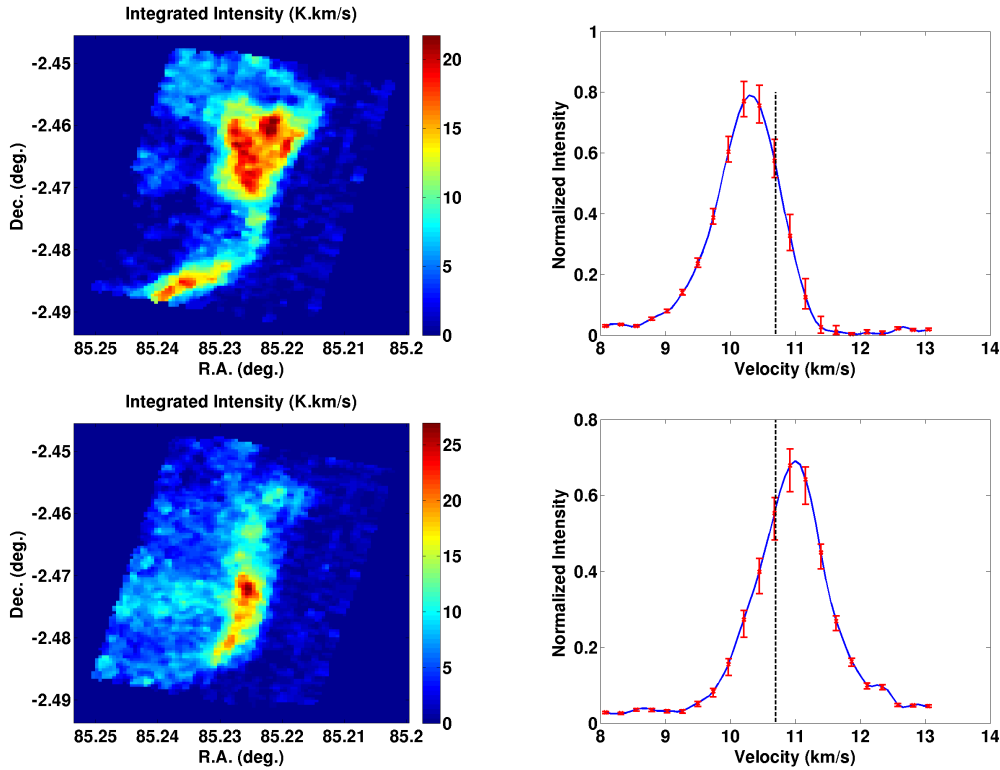 Integrated Intensity (K.km/s)
-2.45
-2.46
-2.47
-2.48
-2.49
Dec. (deg.)
85.25 85.24 85.23 85.22 85.21 85.2
R.A. (deg.)
20
15
10
5
0
1
0.8
0.6
0.4
0.2
0
Normalized Intensity
8 9 10 11 12 13 14
Velocity (km/s)
Integrated Intensity (K.km/s)
-2.45
-2.46
-2.47
-2.48
-2.49
Dec. (deg.)
85.25 85.24 85.23 85.22 85.21 85.2
R.A. (deg.)
25
20
15
10
5
0
0.8
0.6
0.4
0.2
0
Normalized Intensity
8 9 10 11 12 13 14
Velocity (km/s)